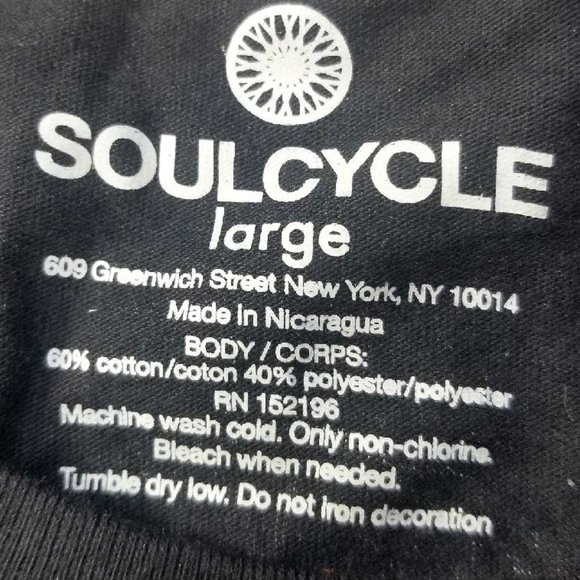 SOULCYCLE
large
609 Greenwich Street New York, NY 10014
Made in Nicaragua
BODY / CORPS:
60% cotton/coton 40% polyester/polyester
RN 152196
Machine wash cold. Only non-chlorine.
Bleach when needed.
Tumble dry low. Do not iron decoration